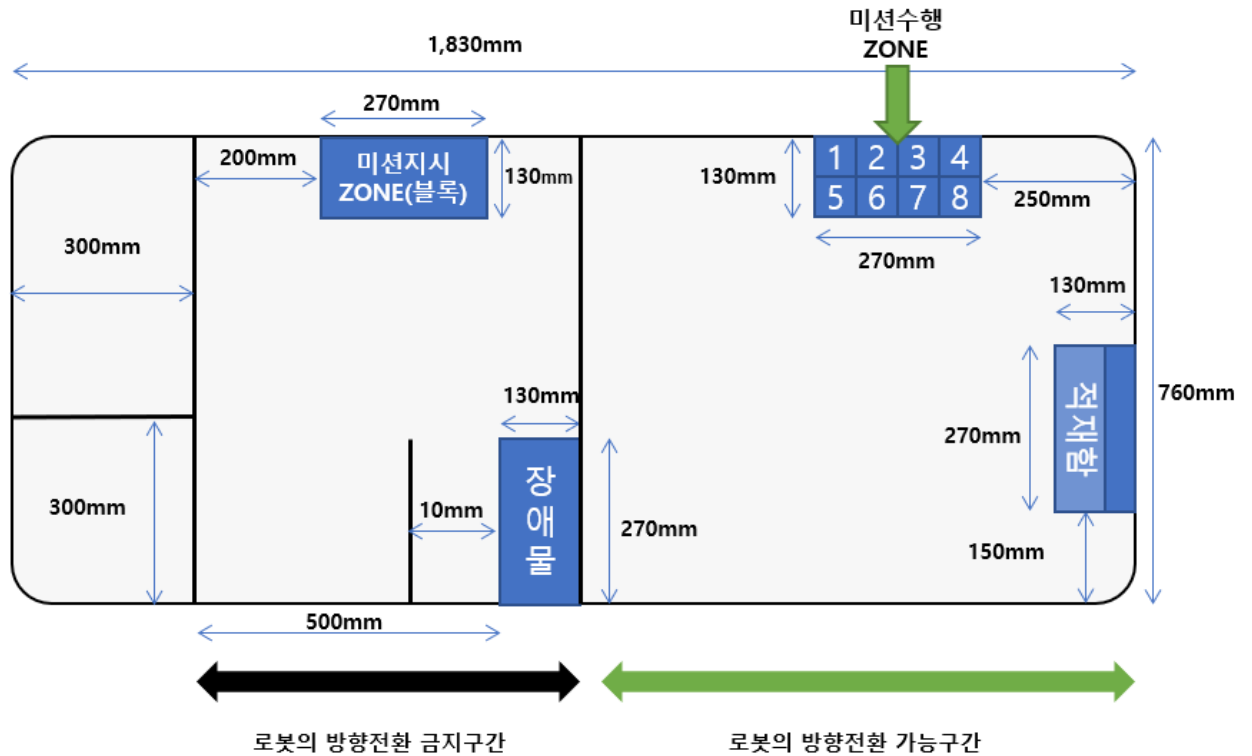 미션수행
ZONE
1,830mm
270mm
200mm
미션지시
ZONE(블록)
130mm
130mm
1 2 3 4
5 6 7 8
250mm
270mm
300mm
130mm
130mm
760mm
적재함
270mm
장애물
10mm
270mm
300mm
150mm
500mm
로봇의 방향전환 금지구간
로봇의 방향전환 가능구간